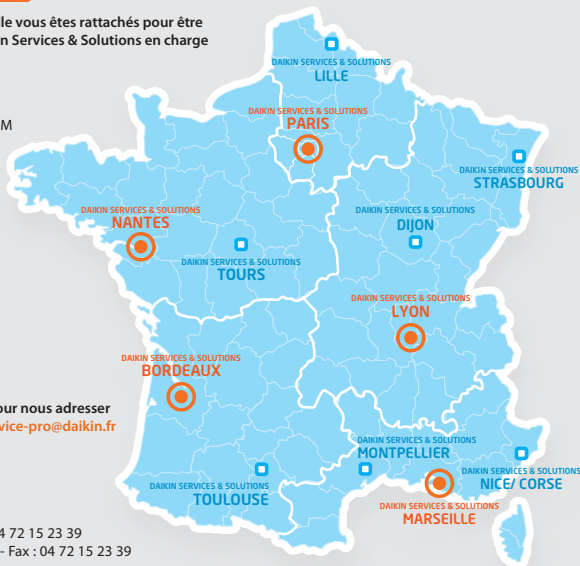 le vous êtes rattachés pour être
n Services & Solutions en charge
DAIKIN SERVICES & SOLUTIONS
LILLE
DAIKIN SERVICES & SOLUTIONS
PARIS
M
DAIKIN SERVICES & SOLUTIONS
STRASBOURG
DAIKIN SERVICES & SOLUTIONS
NANTES
DAIKIN SERVICES & SOLUTIONS
DIJON
DAIKIN SERVICES & SOLUTIONS
TOURS
DAIKIN SERVICES & SOLUTIONS
LYON
DAIKIN SERVICES & SOLUTIONS
BORDEAUX
our nous adresser
vice-pro@daikin.fr
DAIKIN SERVICES & SOLUTIONS
MONTPELLIER
DAIKIN SERVICES & SOLUTIONS
NICE/ CORSE
DAIKIN SERVICES & SOLUTIONS
TOULOUSE
DAIKIN SERVICES & SOLUTIONS
MARSEILLE
4 72 15 23 39
- Fax : 04 72 15 23 39